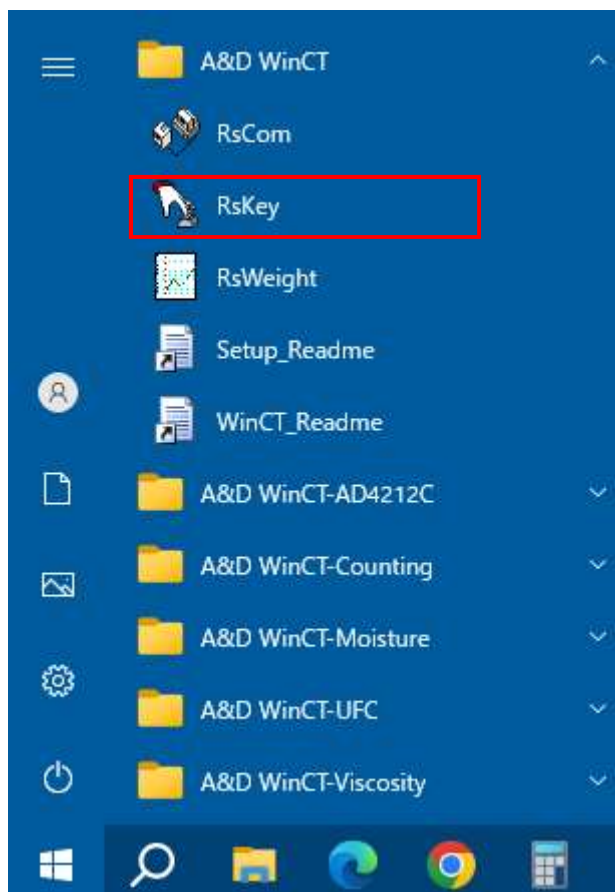 A&D WinCT
RsCom
RsKey
RsWeight
Setup_Readme
WinCT_Readme
A&D WinCT-AD4212C
A&D WinCT-Counting
A&D WinCT-Moisture
A&D WinCT-UFC
A&D WinCT-Viscosity